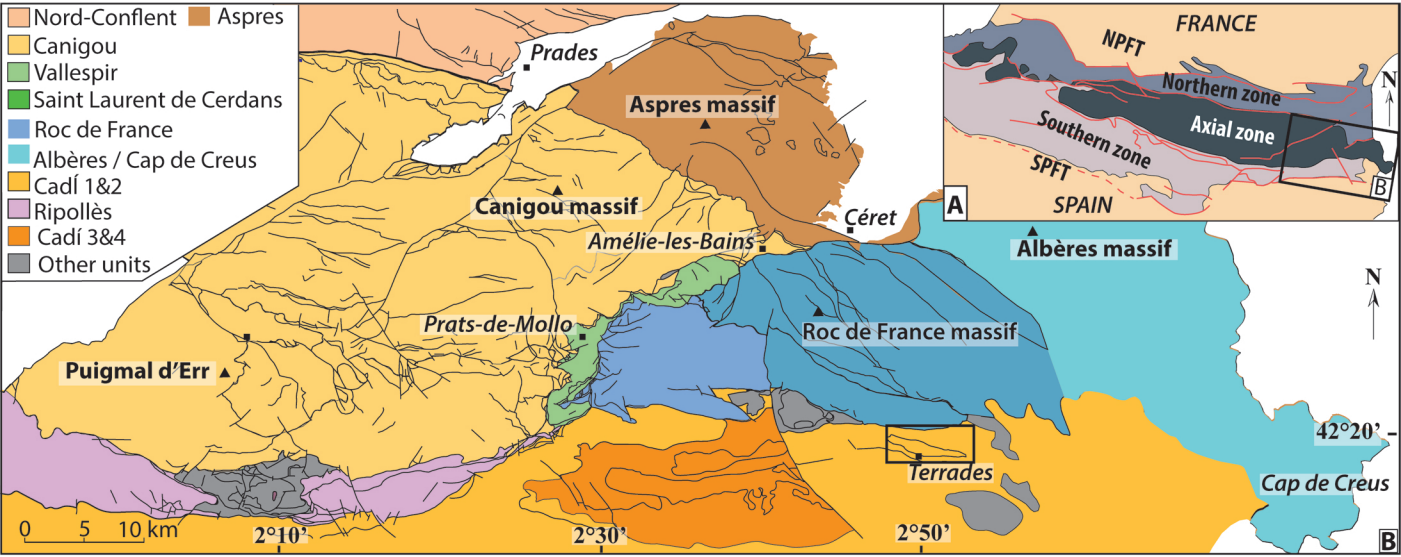 Nord-Conflent Aspres
Canigou
Vallespir
Saint Laurent de Cerdans
Roc de France
Albères / Cap de Creus
CadÍ 1&2
Ripollès
Cadí 3&4
Other units
Prades
Aspres massif
Canigou massif
Céret
Amélie-les-Bains
Albères massif
Prats-de-Mollo
Roc de France massif
Puigmal d'Err
Terrades
Cap de Creus
42°20'
0 5 10 km
2°10'
2°30'
2°50'
N
B
FRANCE
NPFT
Northern zone
N
Axial zone
Southern zone
SPFT
SPAIN
A
B